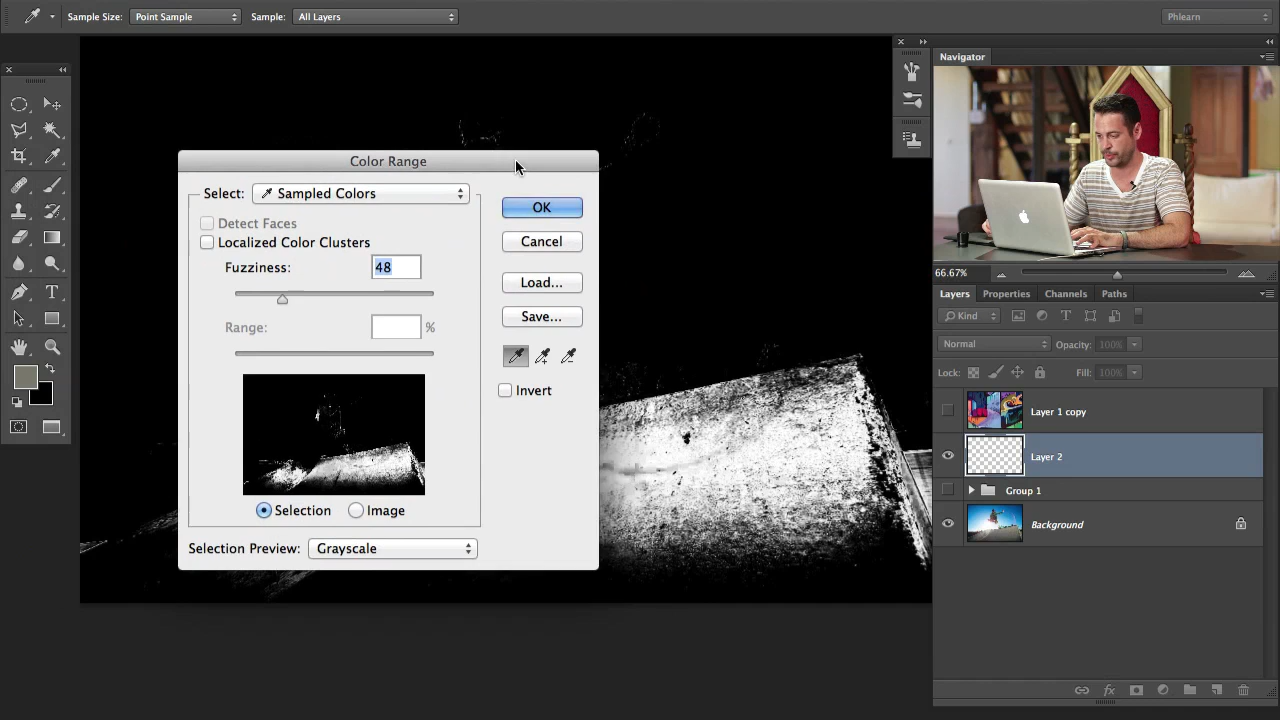 Sample Size: Point Sample Sample: All Layers Phlearn
Navigator
Color Range
Select: Sampled Colors
Detect Faces
Localized Color Clusters
Fuzziness: 48
Range: %
Selection Image
Selection Preview: Grayscale
OK
Cancel
Load...
Save...
Invert
66.67%
Layers Properties Channels Paths
Kind
Normal Opacity: 100%
Lock: Fill: 100%
Layer 1 copy
Layer 2
Group 1
Background